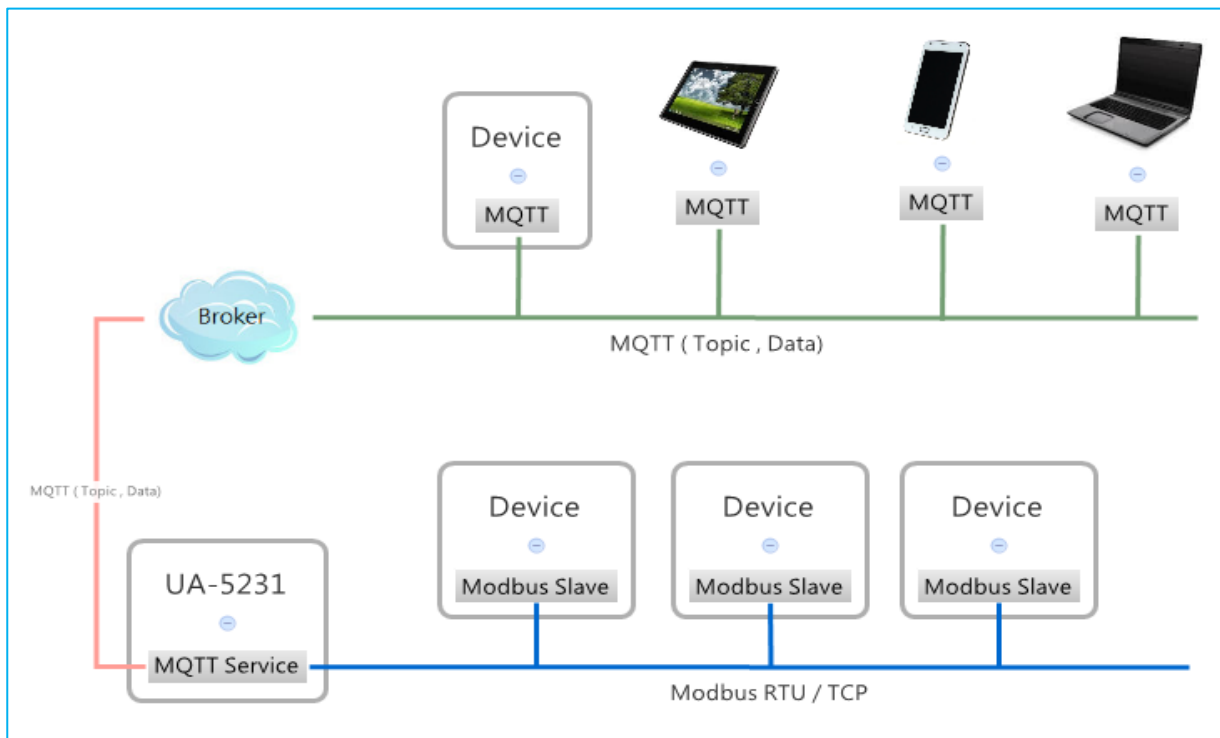 Device
MQTT
MQTT
MQTT
MQTT
Broker
MQTT ( Topic , Data)
MQTT ( Topic , Data)
Device
Device
Device
Modbus Slave
Modbus Slave
Modbus Slave
UA-5231
MQTT Service
Modbus RTU / TCP